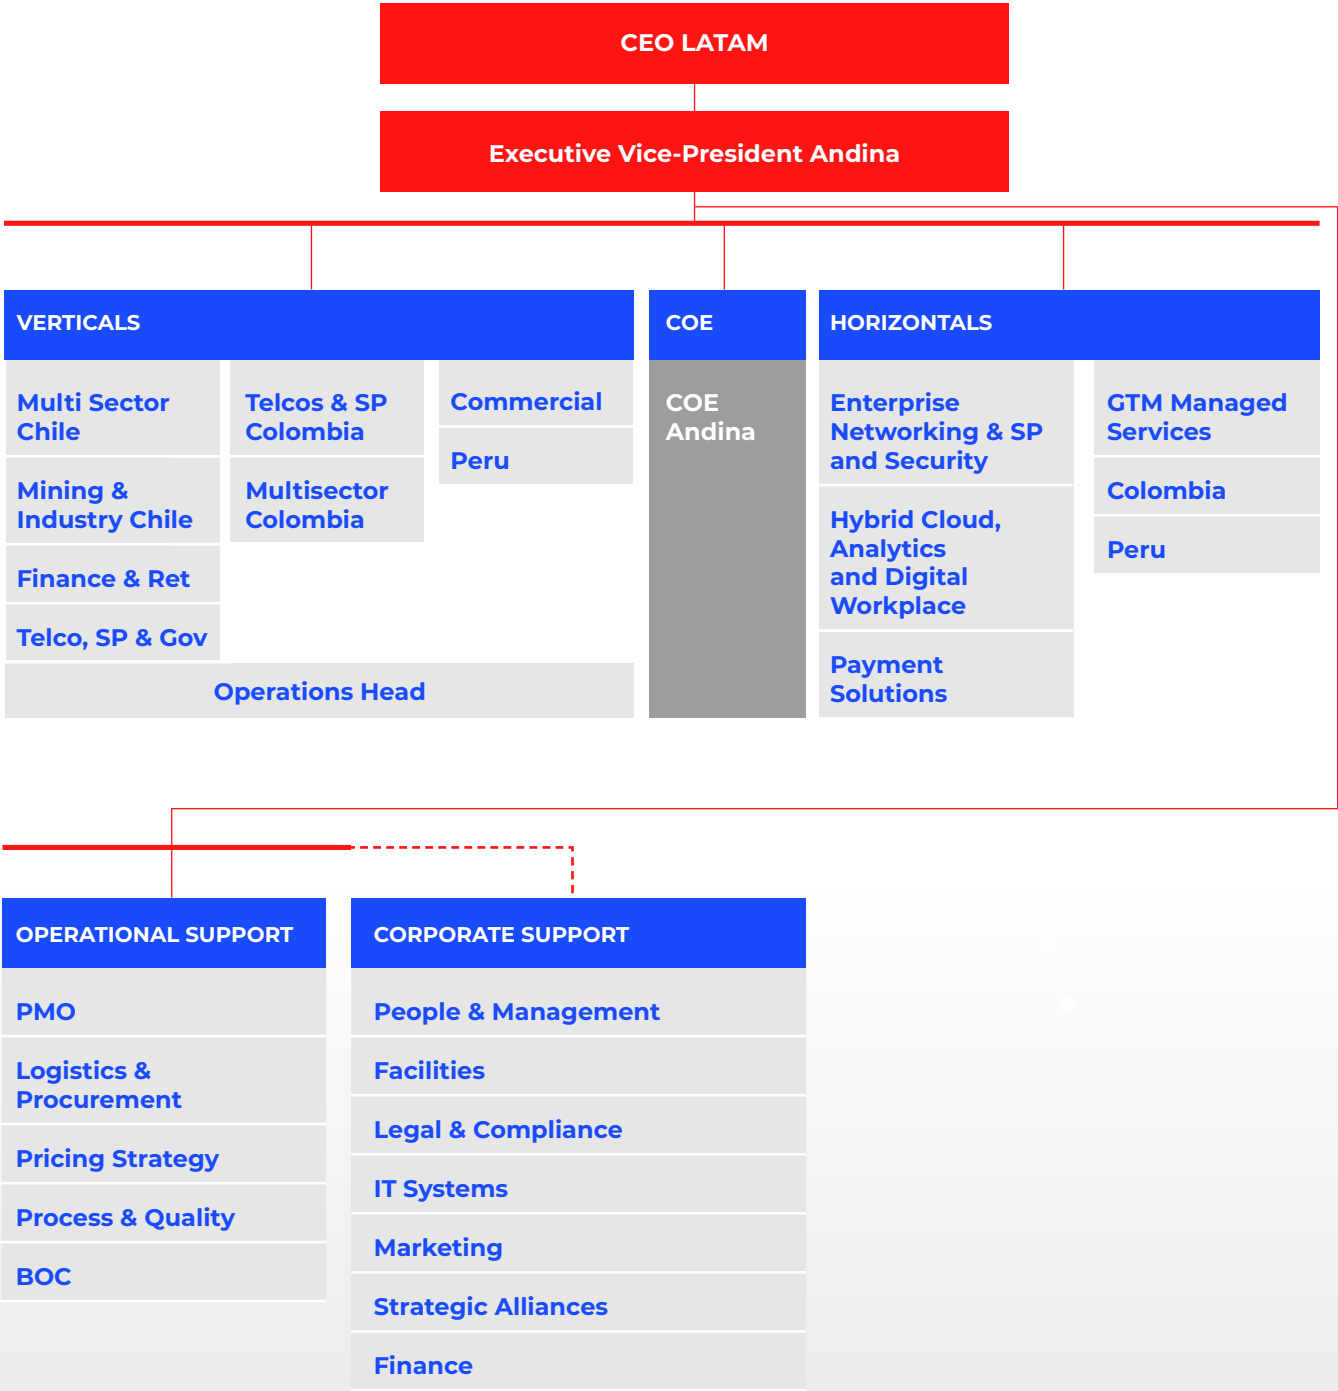 CEO LATAM
Executive Vice-President Andina
VERTICALS
Multi Sector
Chile
Mining &
Industry Chile
Finance & Ret
Telco, SP & Gov
Telcos & SP
Colombia
Multisector
Colombia
Commercial
Peru
Operations Head
COE
COE
Andina
HORIZONTALS
Enterprise
Networking & SP
and Security
Hybrid Cloud,
Analytics
and Digital
Workplace
Payment
Solutions
GTM Managed
Services
Colombia
Peru
OPERATIONAL SUPPORT
PMO
Logistics &
Procurement
Pricing Strategy
Process & Quality
BOC
CORPORATE SUPPORT
People & Management
Facilities
Legal & Compliance
IT Systems
Marketing
Strategic Alliances
Finance